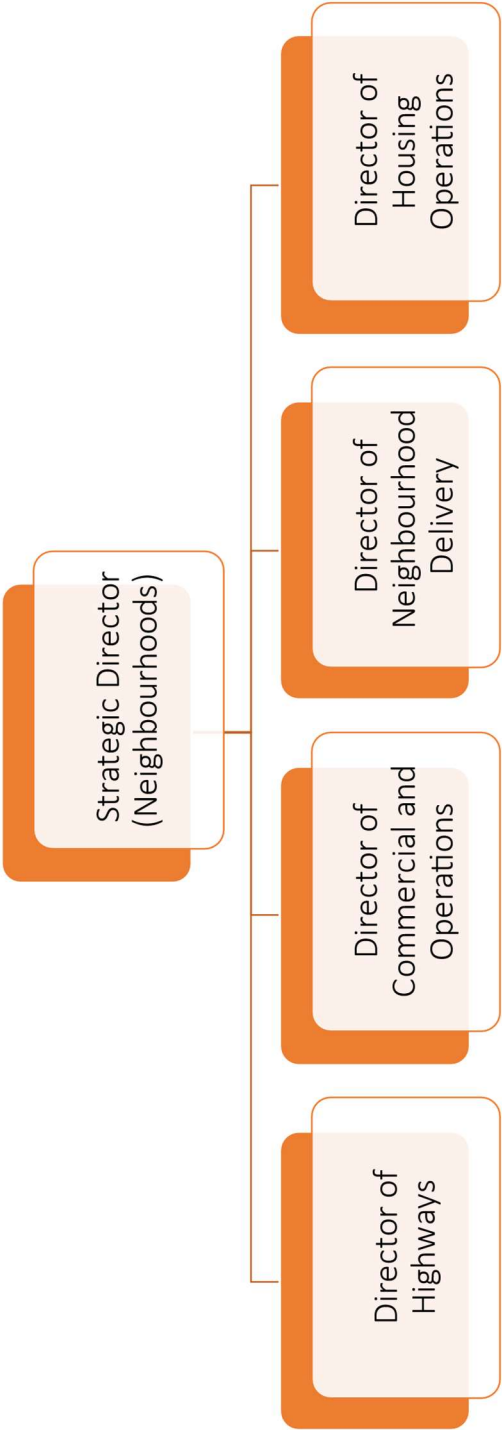 Strategic Director
(Neighbourhoods)
Director of
Highways
Director of
Commercial and
Operations
Director of
Neighbourhood
Delivery
Director of
Housing
Operations